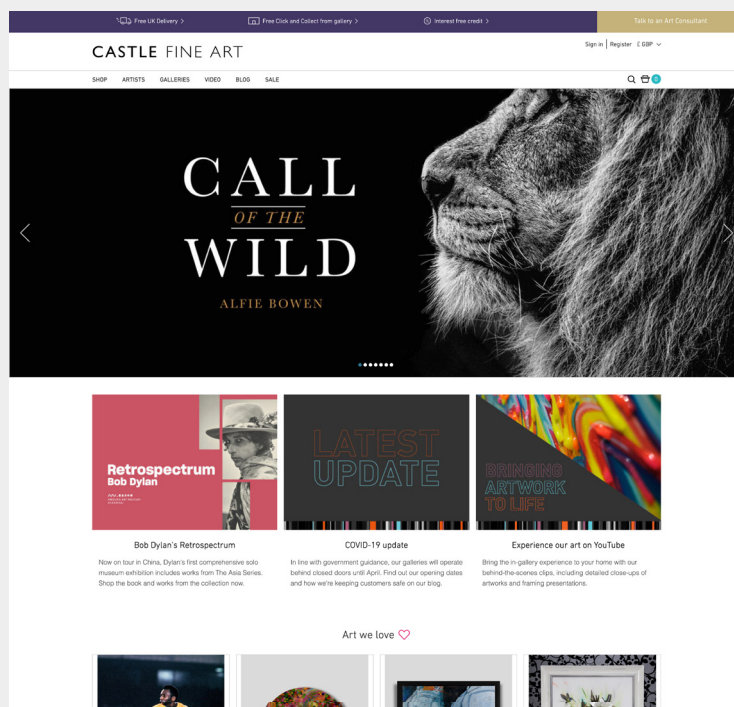 Free UK Delivery >
Free Click and Collect from gallery >
Interest free credit >
Talk to an Art Consultant
CASTLE FINE ART
Sign in | Register £ GBP
SHOP ARTISTS GALLERIES VIDEO BLOG SALE
0
CALL
OF THE
WILD
ALFIE BOWEN
Retrospectrum
Bob Dylan
LATEST
UPDATE
BRINGING
ARTWORK
TO LIFE
Bob Dylan's Retrospectrum
Now on tour in China, Dylan's first comprehensive solo
museum exhibition includes works from The Asia Series.
Shop the book and works from the collection now.
COVID-19 update
In line with government guidance, our galleries will operate
behind closed doors until April. Find out our opening dates
and how we're keeping customers safe on our blog.
Experience our art on YouTube
Bring the in-gallery experience to your home with our
behind-the-scenes clips, including detailed close-ups of
artworks and framing presentations.
Art we love